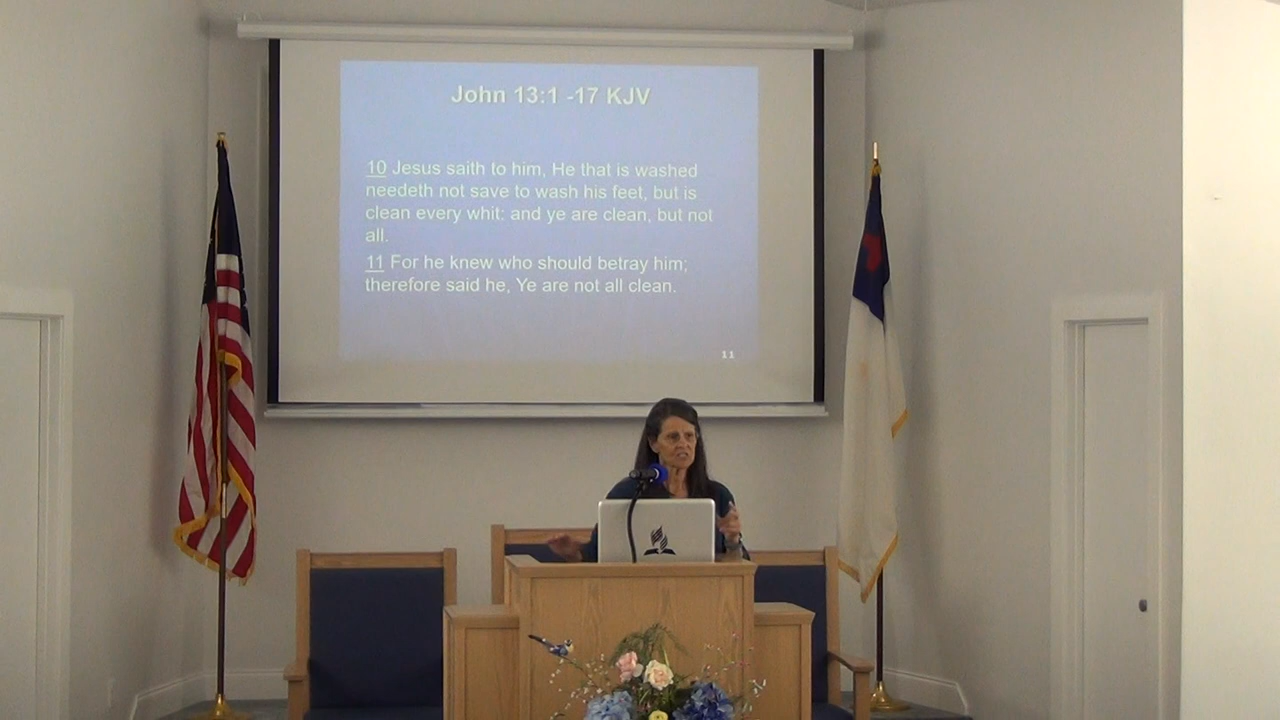 John 13:1 -17 KJV
10 Jesus saith to him, He that is washed
needeth not save to wash his feet, but is
clean every whit: and ye are clean, but not
all.
11 For he knew who should betray him;
therefore said he, Ye are not all clean.
11